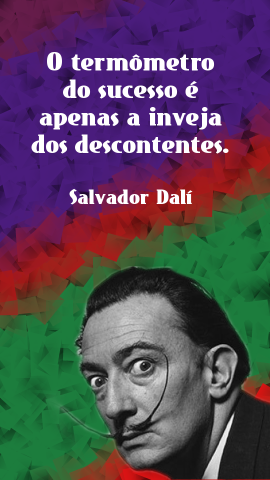 O termômetro
do sucesso é
apenas a inveja
dos descontentes.
Salvador Dalí